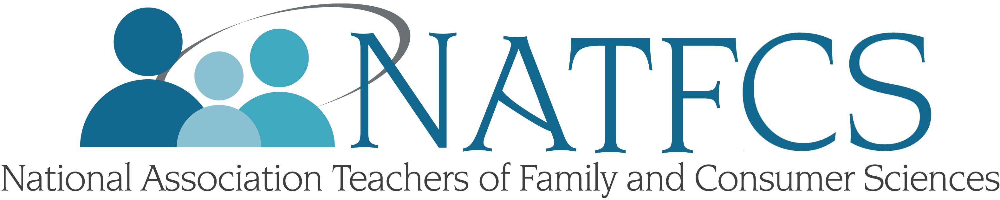 NATFCS
National Association Teachers of Family and Consumer Sciences